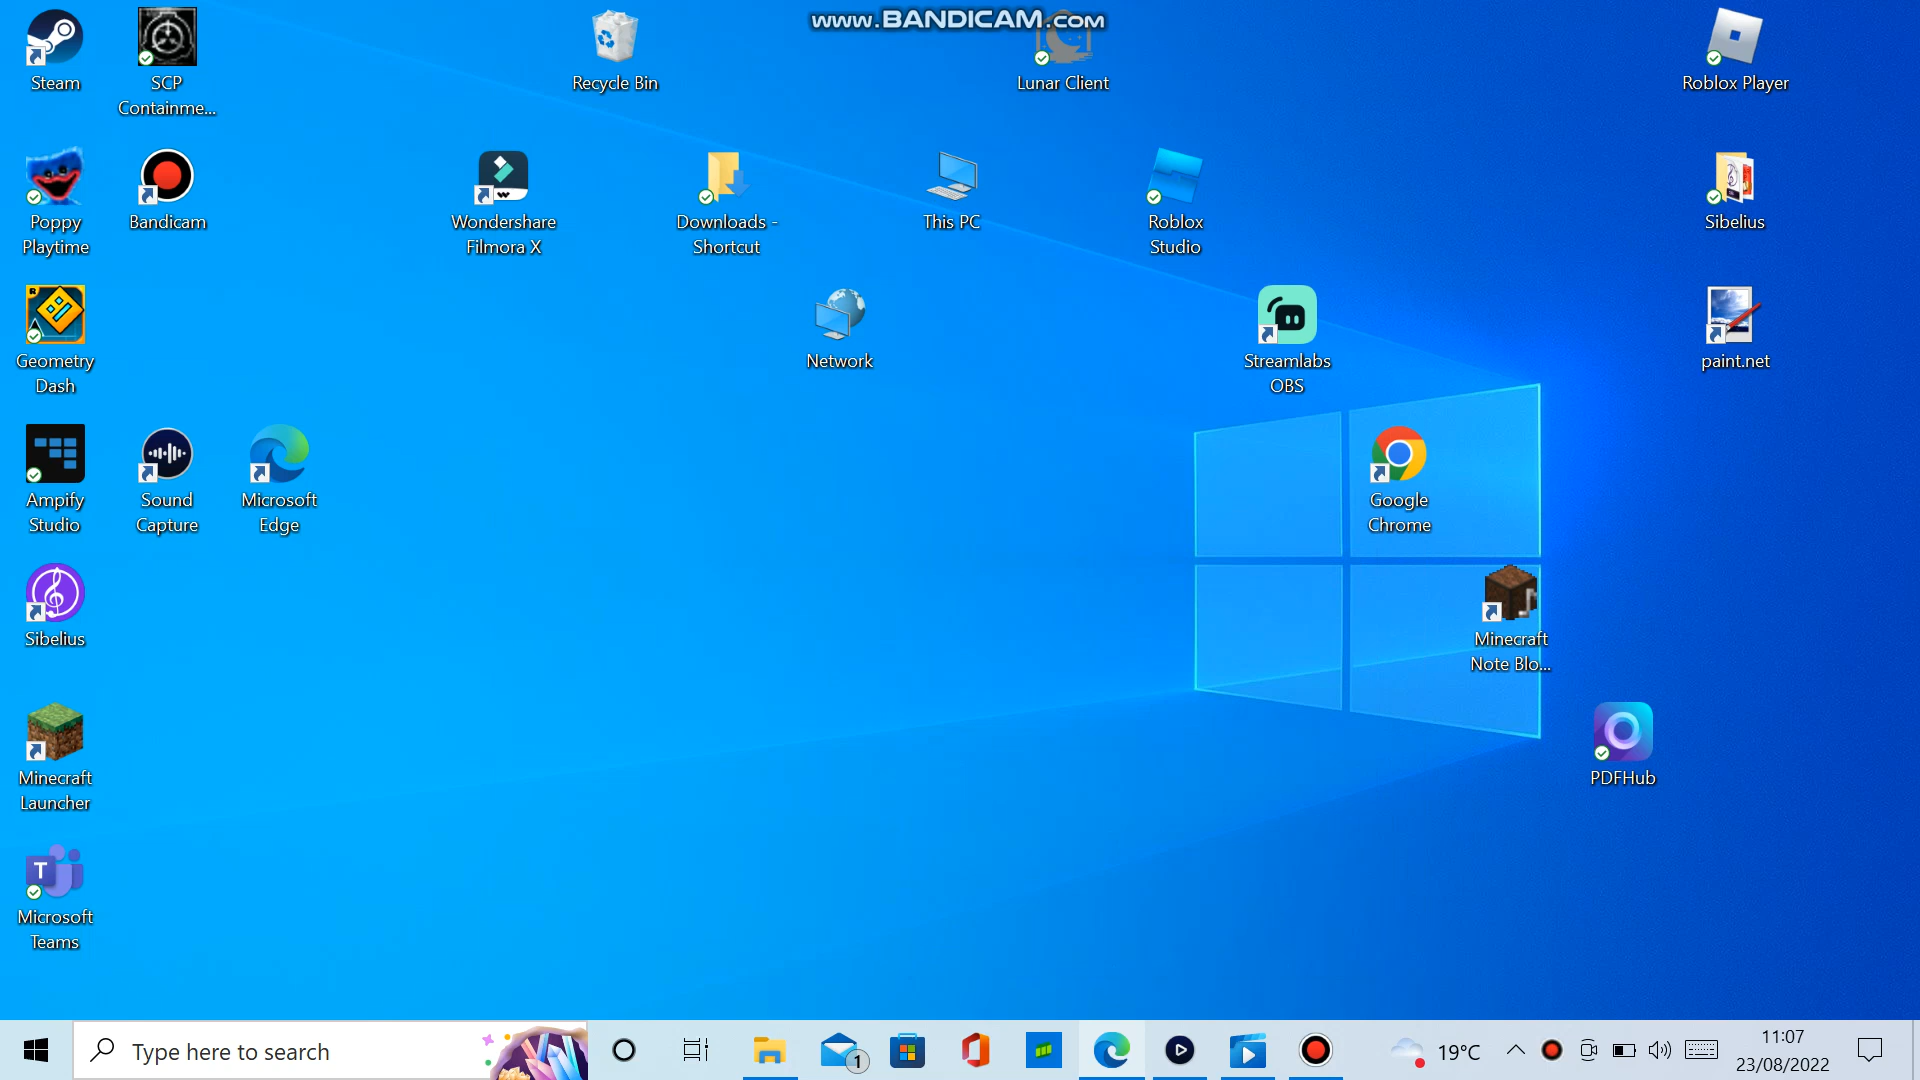 www.BANDICAM.com
Steam
SCP
Containme...
Recycle Bin
Lunar Client
Roblox Player
Poppy
Playtime
Bandicam
Wondershare
Filmora X
Downloads -
Shortcut
This PC
Roblox
Studio
Sibelius
Geometry
Dash
Network
Streamlabs
OBS
paint.net
Ampify
Studio
Sound
Capture
Microsoft
Edge
Google
Chrome
Sibelius
Minecraft
Note Blo...
Minecraft
Launcher
PDFHub
T
Microsoft
Teams
Type here to search
1
19°C
11:07
23/08/2022